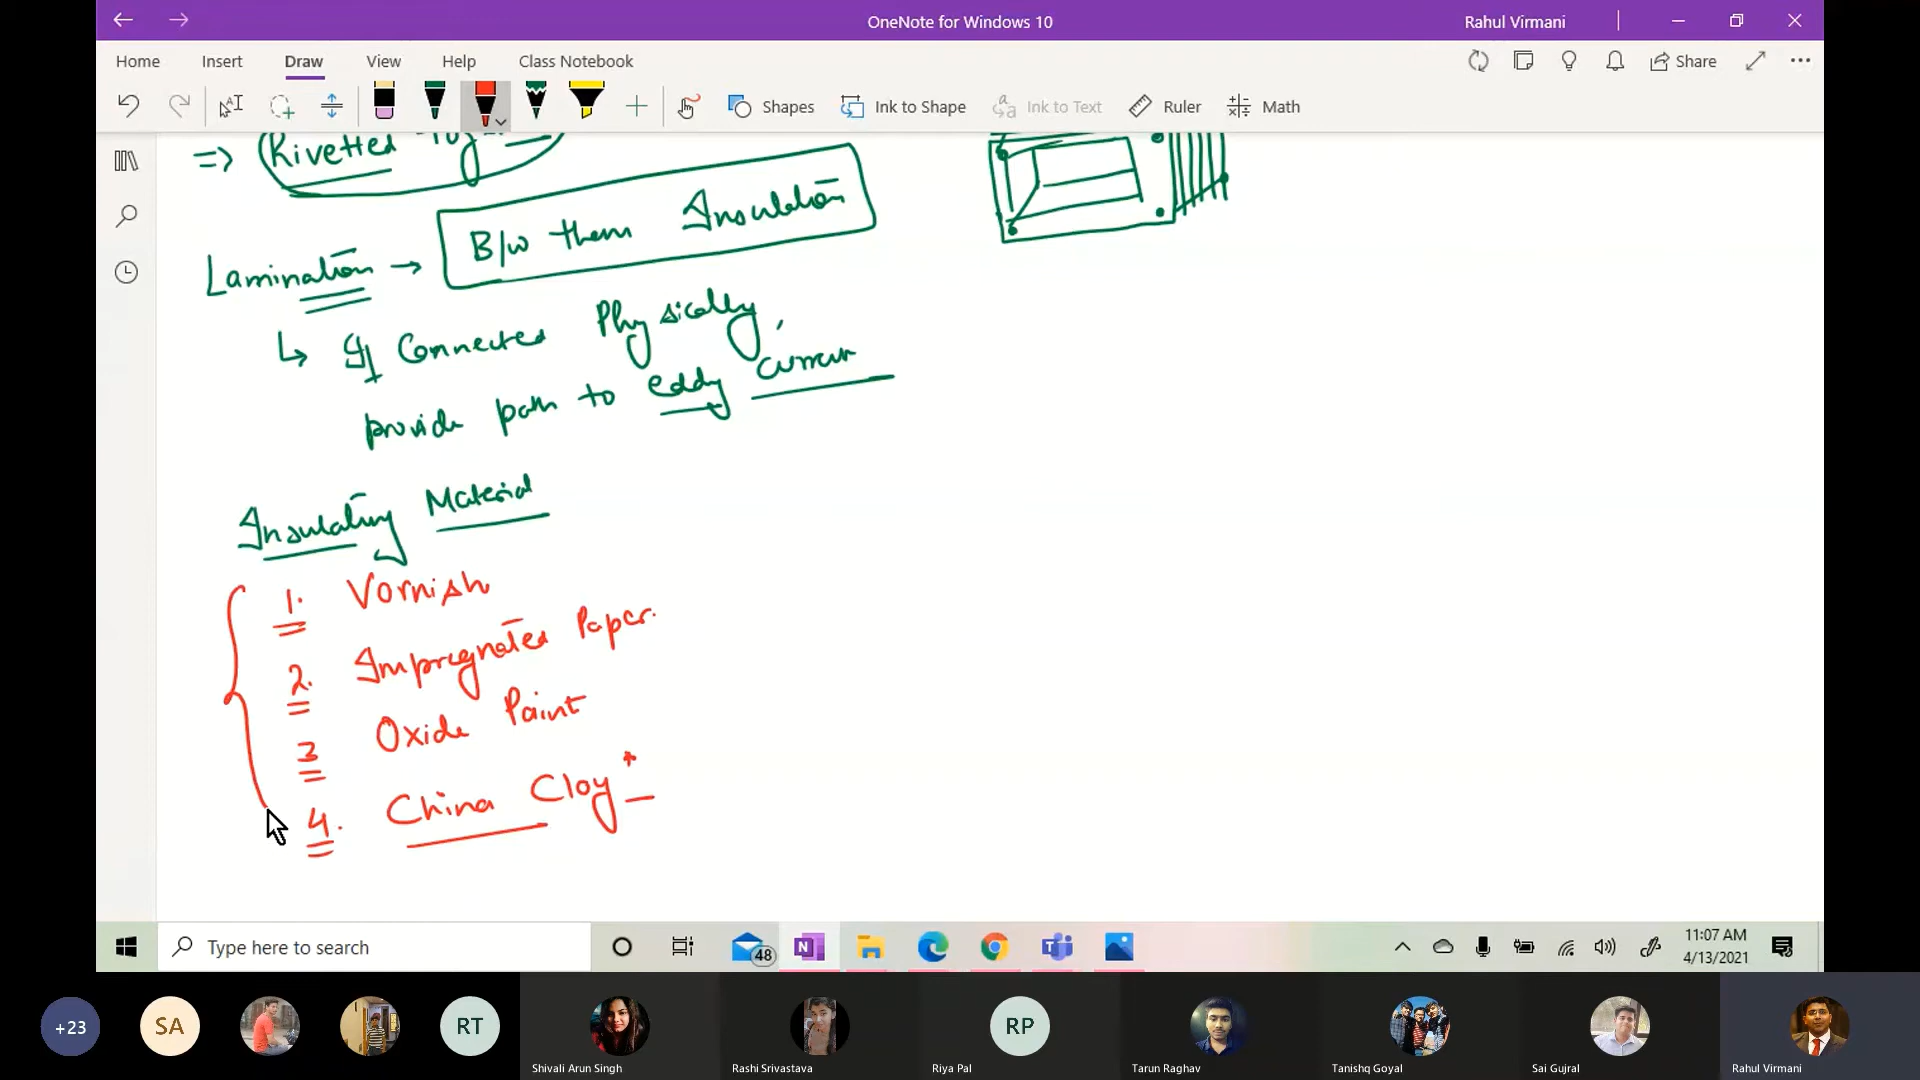 OneNote for Windows 10
Rahul Virmani
Home Insert Draw View Help Class Notebook
Share
Shapes Ink to Shape Ink to Text Ruler Math
=> Rivetted
Lamination → B/w them Insulation
↳ If Connected Physically,
provide path to eddy current
Insulating Material
1. Varnish
2. Impregnated Paper.
3 Oxide Paint
4. China Clay *
Type here to search
48
11:07 AM
4/13/2021
+23
SA
RT
RP
Shivali Arun Singh
Rashi Srivastava
Riya Pal
Tarun Raghav
Tanishq Goyal
Sai Gujral
Rahul Virmani